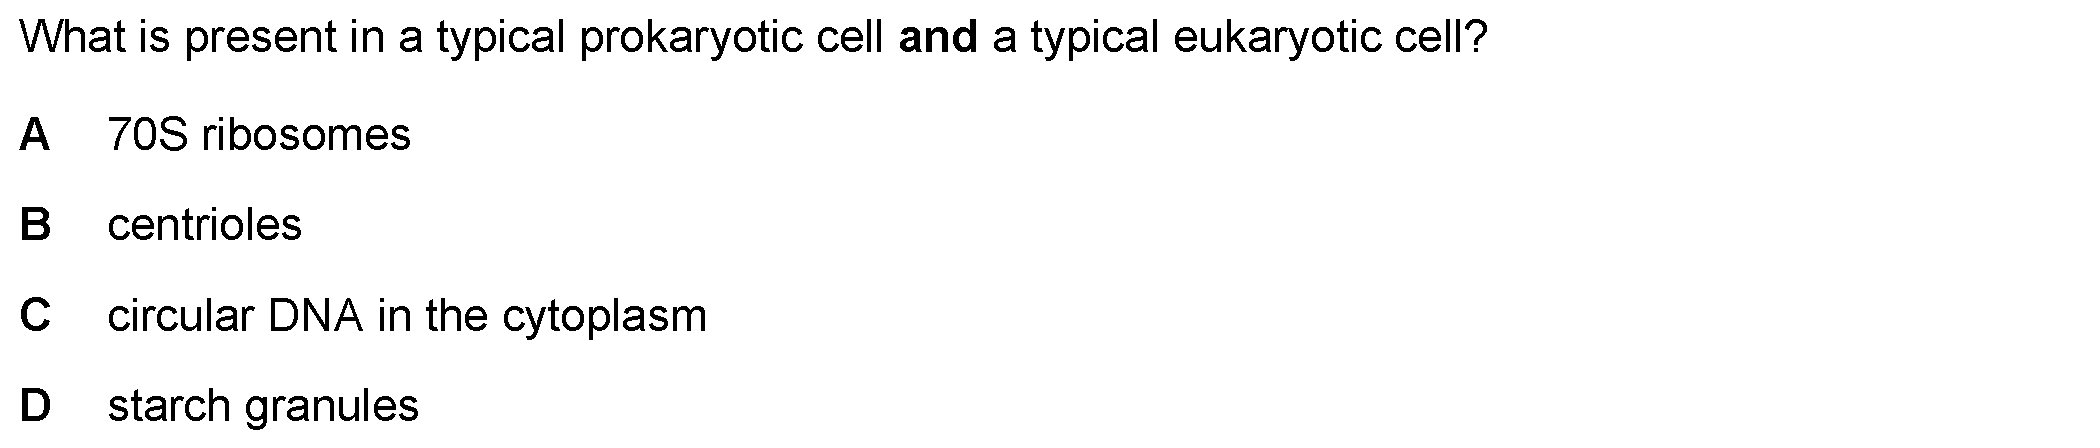 What is present in a typical prokaryotic cell and a typical eukaryotic cell?
A 70S ribosomes
B centrioles
C circular DNA in the cytoplasm
D starch granules